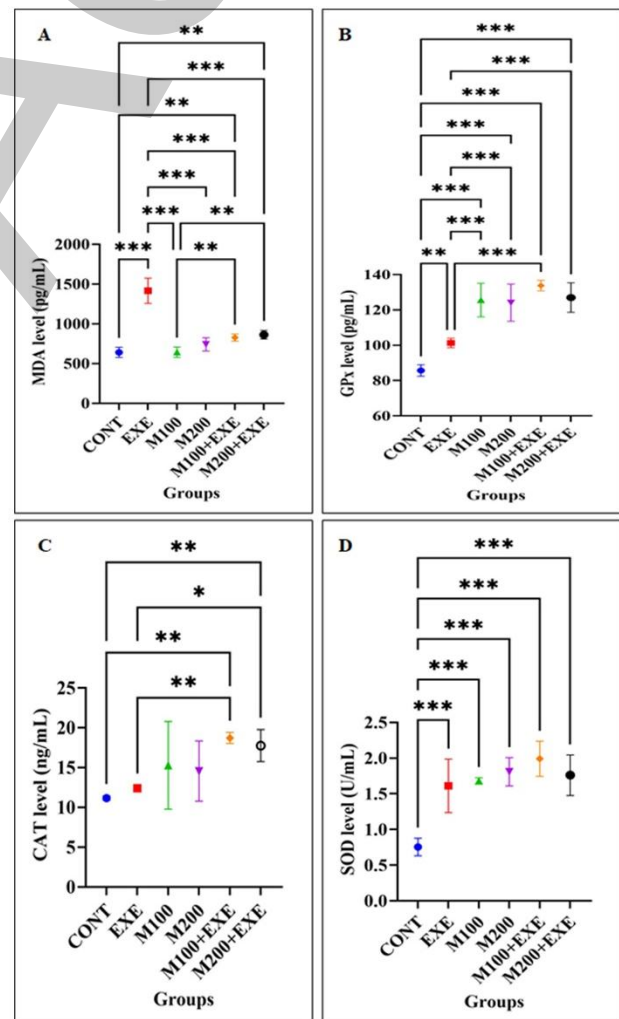 A
**
***
**
***
***
*** **
*** **
MDA level (pg/mL)
2000
1500
1000
500
0
CONT
EXE
M100
M200
M100+EXE
M200+EXE
Groups
B
***
***
***
***
***
***
***
** ***
GPx level (pg/mL)
140
120
100
80
60
CONT
EXE
M100
M200
M100+EXE
M200+EXE
Groups
C
**
*
**
**
CAT level (ng/mL)
25
20
15
10
5
0
CONT
EXE
M100
M200
M100+EXE
M200+EXE
Groups
D
***
***
***
***
***
SOD level (U/mL)
2.5
2.0
1.5
1.0
0.5
0.0
CONT
EXE
M100
M200
M100+EXE
M200+EXE
Groups